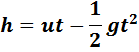 h = ut − 1/2 gt²